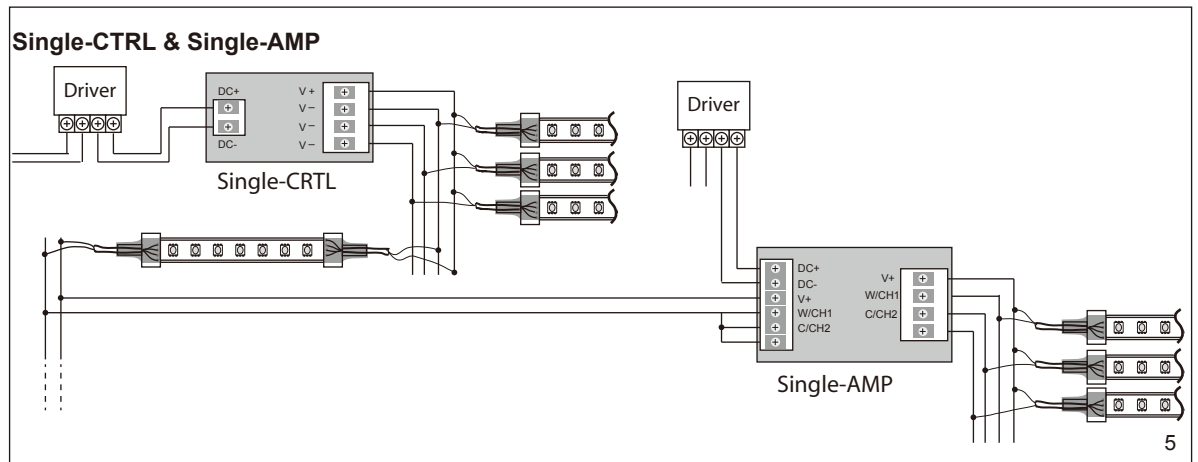 Single-CTRL & Single-AMP
Driver
DC+
DC-
V +
V –
V –
V –
Single-CRTL
Driver
DC+
DC-
V+
W/CH1
C/CH2
V+
W/CH1
C/CH2
Single-AMP
5